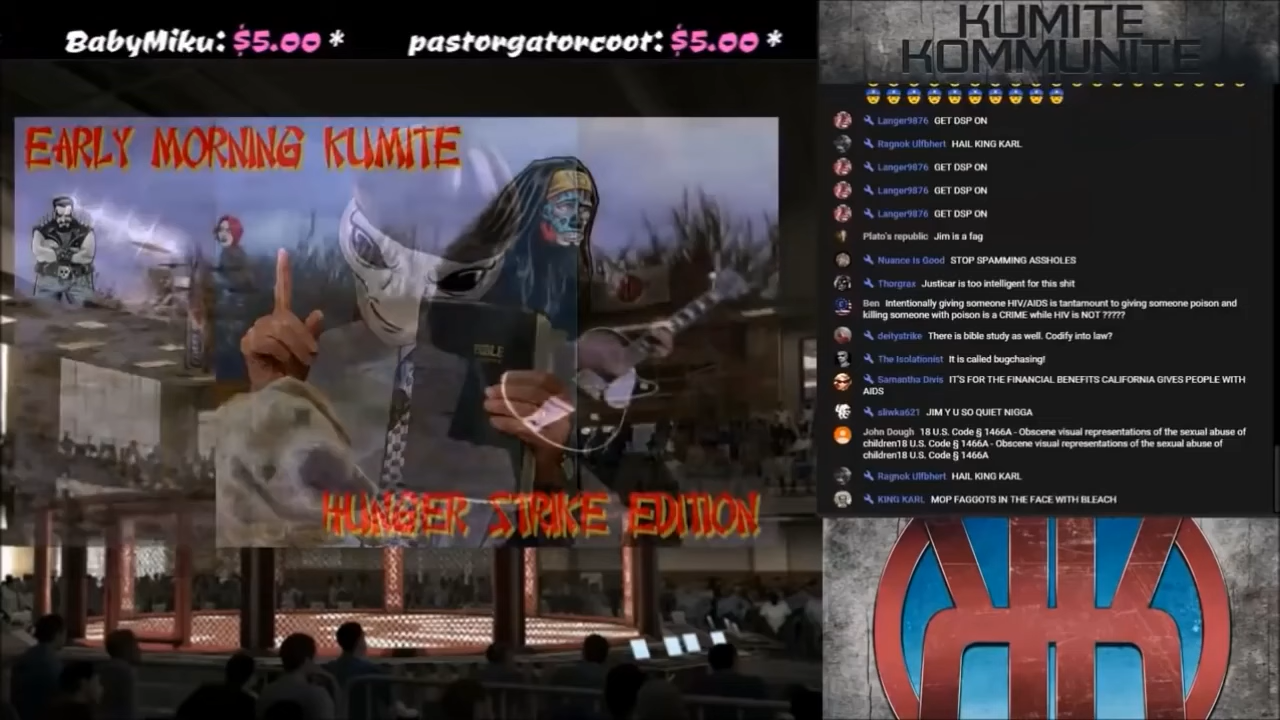 BabyMiku: $5.00 * pastorgatorcoot: $5.00 *
KUMITE
KOMMUNITE
EARLY MORNING KUMITE
BIBLE
HUNGER STRIKE EDITION
Langer9876 GET DSP ON
Ragnok Ulfbhert HAIL KING KARL
Langer9876 GET DSP ON
Langer9876 GET DSP ON
Langer9876 GET DSP ON
Plato's republic Jim is a fag
Nuance is Good STOP SPAMMING ASSHOLES
Thorgrax Justicar is too intelligent for this shit
Ben Intentionally giving someone HIV/AIDS is tantamount to giving someone poison and
killing someone with poison is a CRIME while HIV is NOT ?????
deitystrike There is bible study as well. Codify into law?
The Isolationist It is called bugchasing!
Samantha Divis IT'S FOR THE FINANCIAL BENEFITS CALIFORNIA GIVES PEOPLE WITH
AIDS
sliwka621 JIM Y U SO QUIET NIGGA
John Dough 18 U.S. Code § 1466A - Obscene visual representations of the sexual abuse of
children18 U.S. Code § 1466A - Obscene visual representations of the sexual abuse of
children18 U.S. Code § 1466A
Ragnok Ulfbhert HAIL KING KARL
KING KARL MOP FAGGOTS IN THE FACE WITH BLEACH